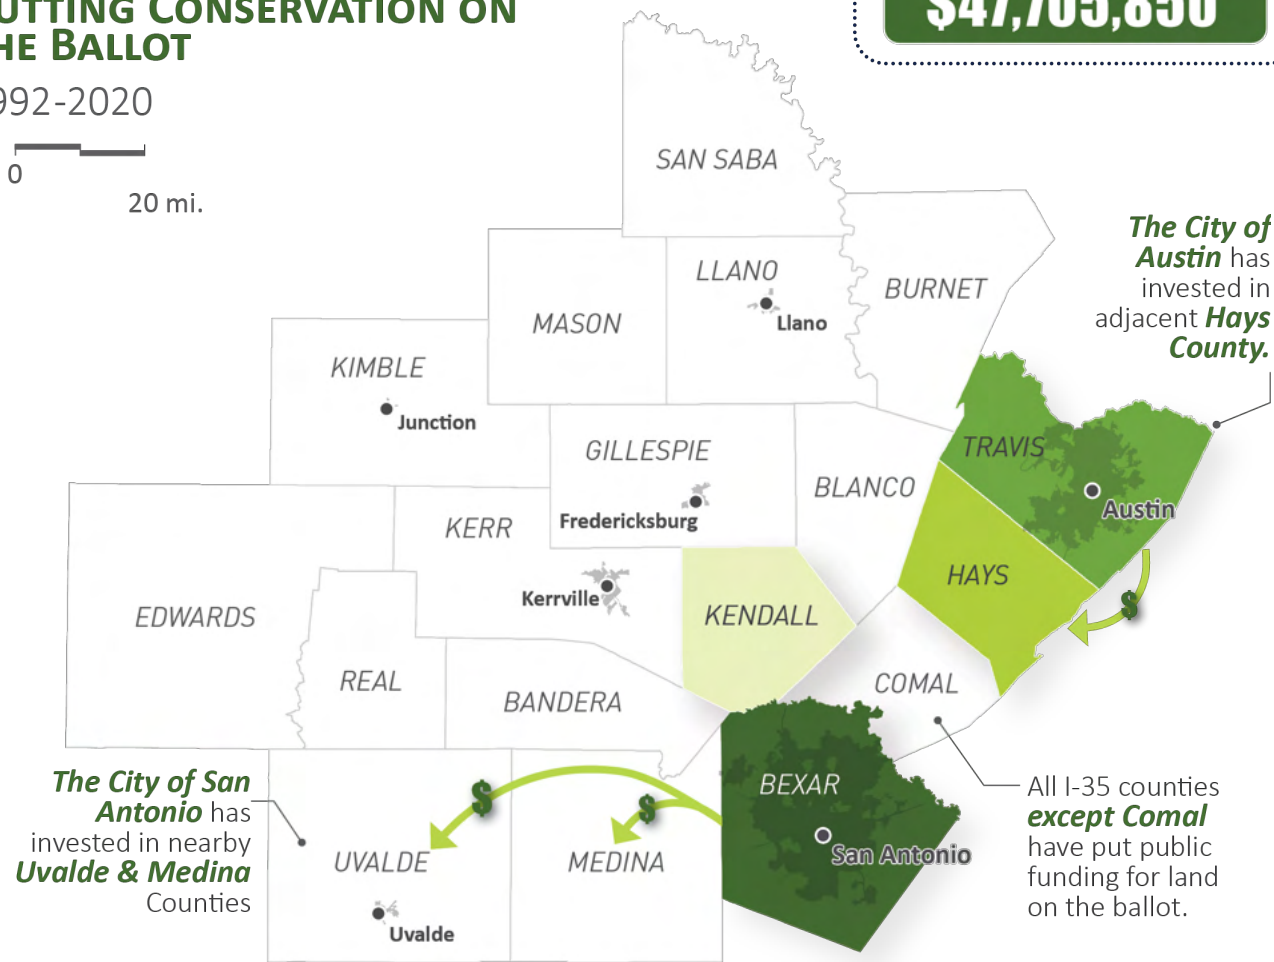 UTTING CONSERVATION ON
HE BALLOT
992-2020
0
20 mi.
$47,705,850
SAN SABA
LLANO
Llano
BURNET
MASON
KIMBLE
Junction
The City of
Austin has
invested in
adjacent Hays
County.
GILLESPIE
Fredericksburg
BLANCO
TRAVIS
Austin
KERR
Kerrville
KENDALL
HAYS
$
EDWARDS
REAL
BANDERA
COMAL
The City of San
Antonio has
invested in nearby
Uvalde & Medina
Counties
$
$
BEXAR
San Antonio
UVALDE
Uvalde
MEDINA
All I-35 counties
except Comal
have put public
funding for land
on the ballot.